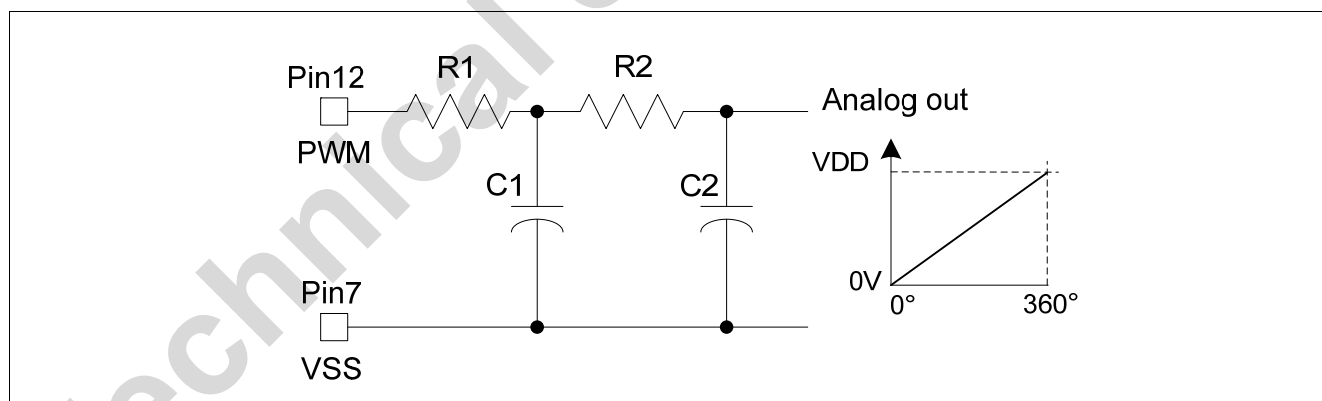 Pin12
R1
R2
Analog out
PWM
VDD
C1
C2
0V
0°
360°
Pin7
VSS